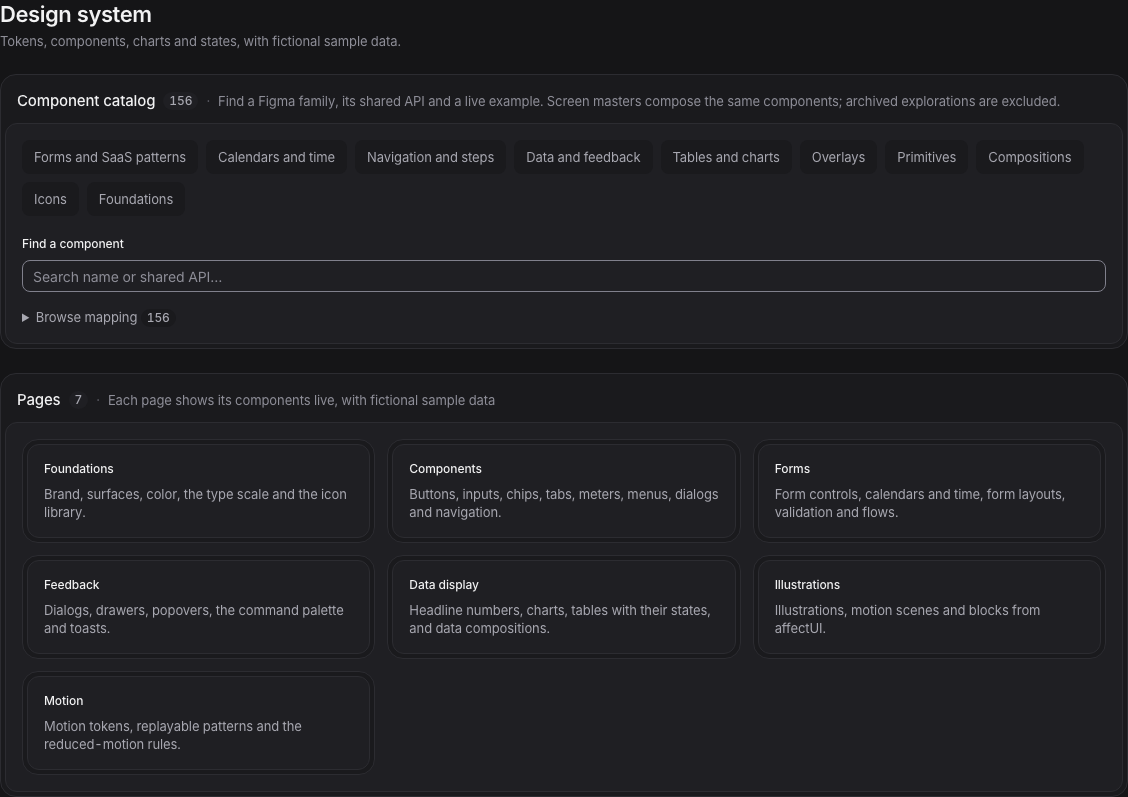 Design system
Tokens, components, charts and states, with fictional sample data.
Component catalog 156 · Find a Figma family, its shared API and a live example. Screen masters compose the same components; archived explorations are excluded.
Forms and SaaS patterns Calendars and time Navigation and steps Data and feedback Tables and charts Overlays Primitives Compositions
Icons Foundations
Find a component
Search name or shared API...
Browse mapping 156
Pages 7 · Each page shows its components live, with fictional sample data
Foundations
Brand, surfaces, color, the type scale and the icon
library.
Components
Buttons, inputs, chips, tabs, meters, menus, dialogs
and navigation.
Forms
Form controls, calendars and time, form layouts,
validation and flows.
Feedback
Dialogs, drawers, popovers, the command palette
and toasts.
Data display
Headline numbers, charts, tables with their states,
and data compositions.
Illustrations
Illustrations, motion scenes and blocks from
affectUI.
Motion
Motion tokens, replayable patterns and the
reduced-motion rules.